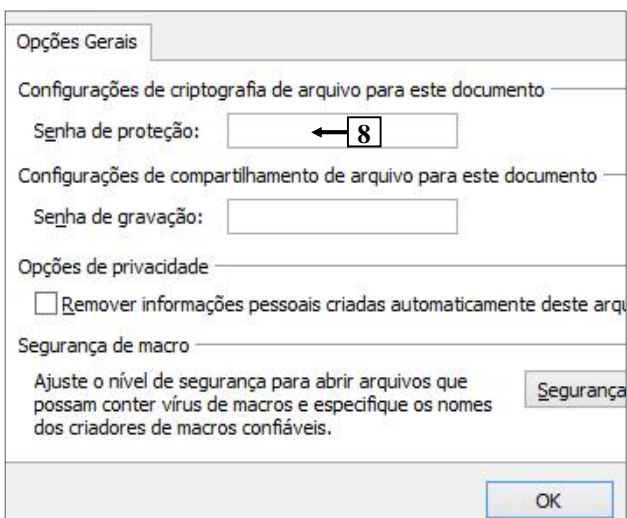 Opções Gerais
Configurações de criptografia de arquivo para este documento
Senha de proteção:
8
Configurações de compartilhamento de arquivo para este documento
Senha de gravação:
Opções de privacidade
Remover informações pessoais criadas automaticamente deste arqu
Segurança de macro
Ajuste o nível de segurança para abrir arquivos que
possam conter vírus de macros e especifique os nomes
dos criadores de macros confiáveis.
Segurança
OK